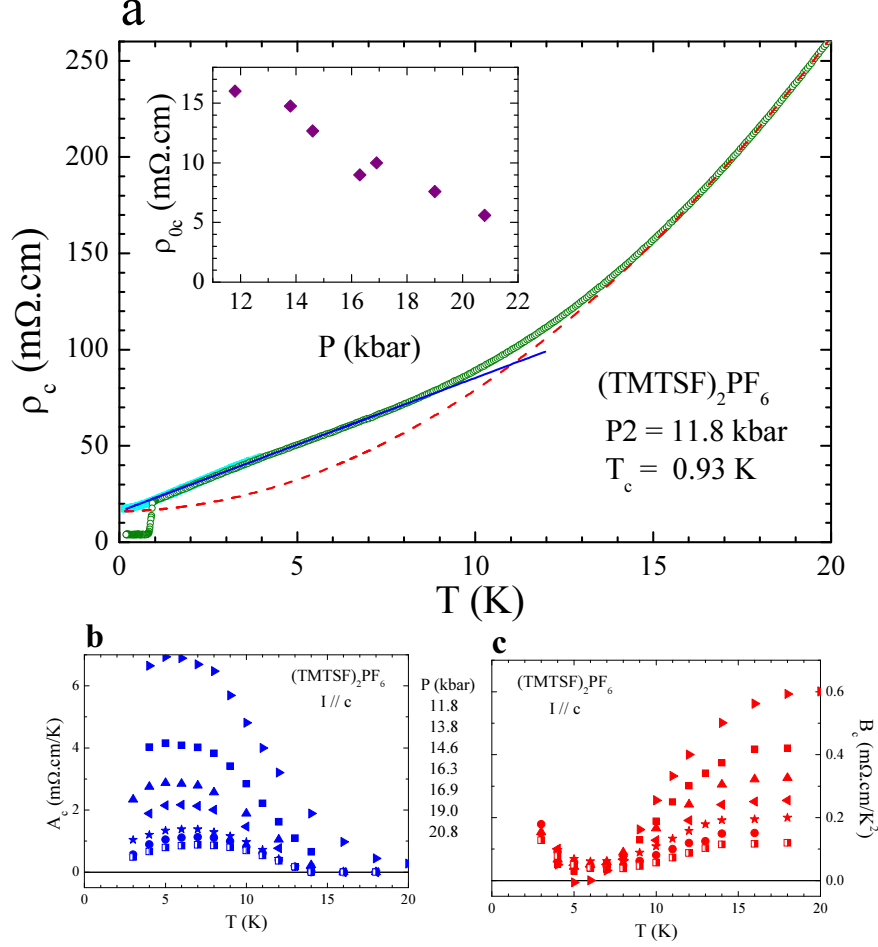 a
250
200
150
100
50
0
ρc (mΩ.cm)
15
10
5
0
ρ0c (mΩ.cm)
12 14 16 18 20 22
P (kbar)
(TMTSF)2PF6
P2 = 11.8 kbar
Tc = 0.93 K
0 5 10 15 20
T (K)
b
6
4
2
0
Ac (mΩ.cm/K)
(TMTSF)2PF6
I // c
0 5 10 15 20
T (K)
P (kbar)
11.8
13.8
14.6
16.3
16.9
19.0
20.8
c
(TMTSF)2PF6
I // c
0.6
0.4
0.2
0.0
Bc (mΩ.cm/K2)
0 5 10 15 20
T (K)